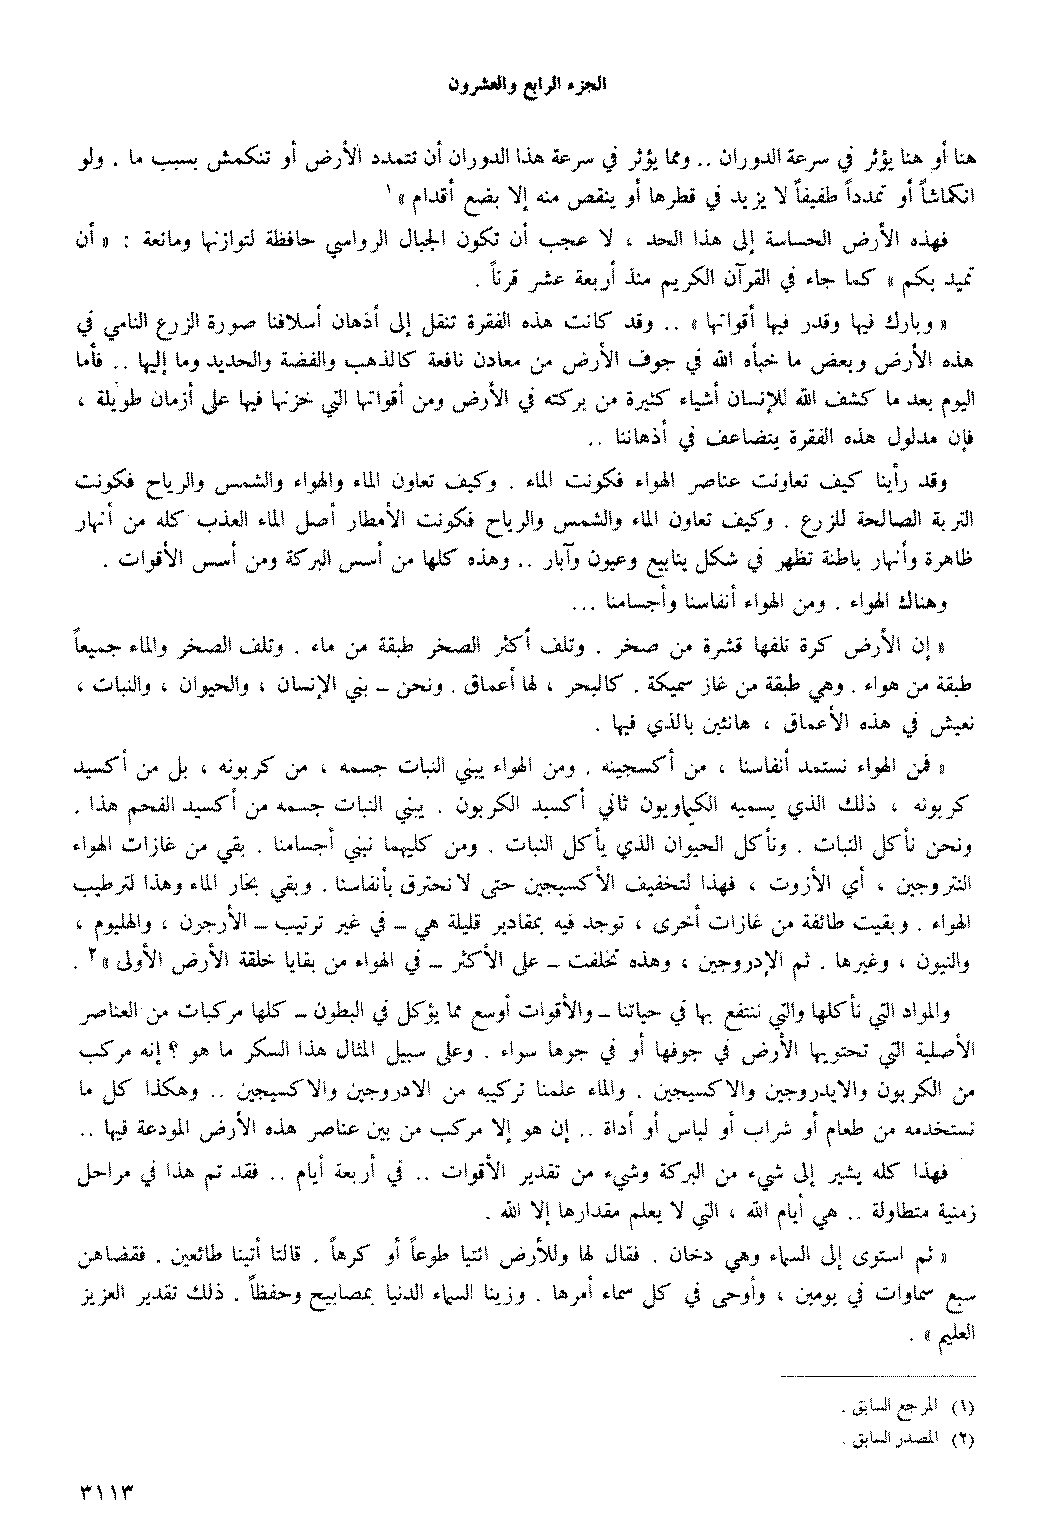 الجزء الرابع والعشرون
هنا أو هنا يؤثر في سرعة الدوران .. ومما يؤثر في سرعة هذا الدوران أن تتمدد الأرض أو تنكمش بسبب ما . ولو
انكماشاً أو تمدداً طفيفاً لا يزيد في قطرها أو ينقص منه إلا بضع أقدام » ١
فهذه الأرض الحساسة إلى هذا الحد ، لا عجب أن تكون الجبال الرواسي حافظة لتوازنها ومانعة : « أن
تميد بكم » كما جاء في القرآن الكريم منذ أربعة عشر قرناً .
« وبارك فيها وقدر فيها أقواتها » .. وقد كانت هذه الفقرة تنقل إلى أذهان أسلافنا صورة الزرع النامي في
هذه الأرض وبعض ما خبأه الله في جوف الأرض من معادن نافعة كالذهب والفضة والحديد وما إليها .. فأما
اليوم بعد ما كشف الله للإنسان أشياء كثيرة من بركته في الأرض ومن أقواتها التي خزنها فيها على أزمان طويلة ،
فإن مدلول هذه الفقرة يتضاعف في أذهاننا ..
وقد رأينا كيف تعاونت عناصر الهواء فكونت الماء . وكيف تعاون الماء والهواء والشمس والرياح فكونت
التربة الصالحة للزرع . وكيف تعاون الماء والشمس والرياح فكونت الأمطار أصل الماء العذب كله من أنهار
ظاهرة وأنهار باطنة تظهر في شكل ينابيع وعيون وآبار .. وهذه كلها من أسس البركة ومن أسس الأقوات .
وهناك الهواء . ومن الهواء أنفاسنا وأجسامنا ...
« إن الأرض كرة تلفها قشرة من صخر . وتلف أكثر الصخر طبقة من ماء . وتلف الصخر والماء جميعاً
طبقة من هواء . وهي طبقة من غاز سميكة . كالبحر ، لها أعماق . ونحن – بني الإنسان ، والحيوان ، والنبات ،
نعيش في هذه الأعماق ، هانئين بالذي فيها .
« فمن الهواء نستمد أنفاسنا ، من أكسجينه . ومن الهواء يبني النبات جسمه ، من كربونه ، بل من أكسيد
كربونه ، ذلك الذي يسميه الكيماويون ثاني أكسيد الكربون . يبني النبات جسمه من أكسيد الفحم هذا .
ونحن نأكل النبات . ونأكل الحيوان الذي يأكل النبات . ومن كليهما نبني أجسامنا . بقي من غازات الهواء
النتروجين ، أي الأزوت ، فهذا لتخفيف الأكسيجين حتى لا نحترق بأنفاسنا . وبقي بخار الماء وهذا لترطيب
الهواء . وبقيت طائفة من غازات أخرى ، توجد فيه بمقادير قليلة هي – في غير ترتيب – الأرجون ، والهليوم ،
والنيون ، وغيرها . ثم الإدروجين ، وهذه تخلفت – على الأكثر – في الهواء من بقايا خلقة الأرض الأولى »٢ .
والمواد التي نأكلها والتي ننتفع بها في حياتنا – والأقوات أوسع مما يؤكل في البطون – كلها مركبات من العناصر
الأصلية التي تحتويها الأرض في جوفها أو في جوها سواء . وعلى سبيل المثال هذا السكر ما هو ؟ إنه مركب
من الكربون والايدروجين والاكسيجين . والماء علمنا تركيبه من الادروجين والاكسيجين .. وهكذا كل ما
نستخدمه من طعام أو شراب أو لباس أو أداة .. إن هو إلا مركب من بين عناصر هذه الأرض المودعة فيها ..
فهذا كله يشير إلى شيء من البركة وشيء من تقدير الأقوات .. في أربعة أيام .. فقد تم هذا في مراحل
زمنية متطاولة .. هي أيام الله ، التي لا يعلم مقدارها إلا الله .
« ثم استوى إلى السماء وهي دخان . فقال لها وللأرض ائتيا طوعاً أو كرهاً . قالتا أتينا طائعين . فقضاهن
سبع سماوات في يومين ، وأوحى في كل سماء أمرها . وزينا السماء الدنيا بمصابيح وحفظاً . ذلك تقدير العزيز
العليم » .
(١) المرجع السابق .
(٢) المصدر السابق .
٣١١٣